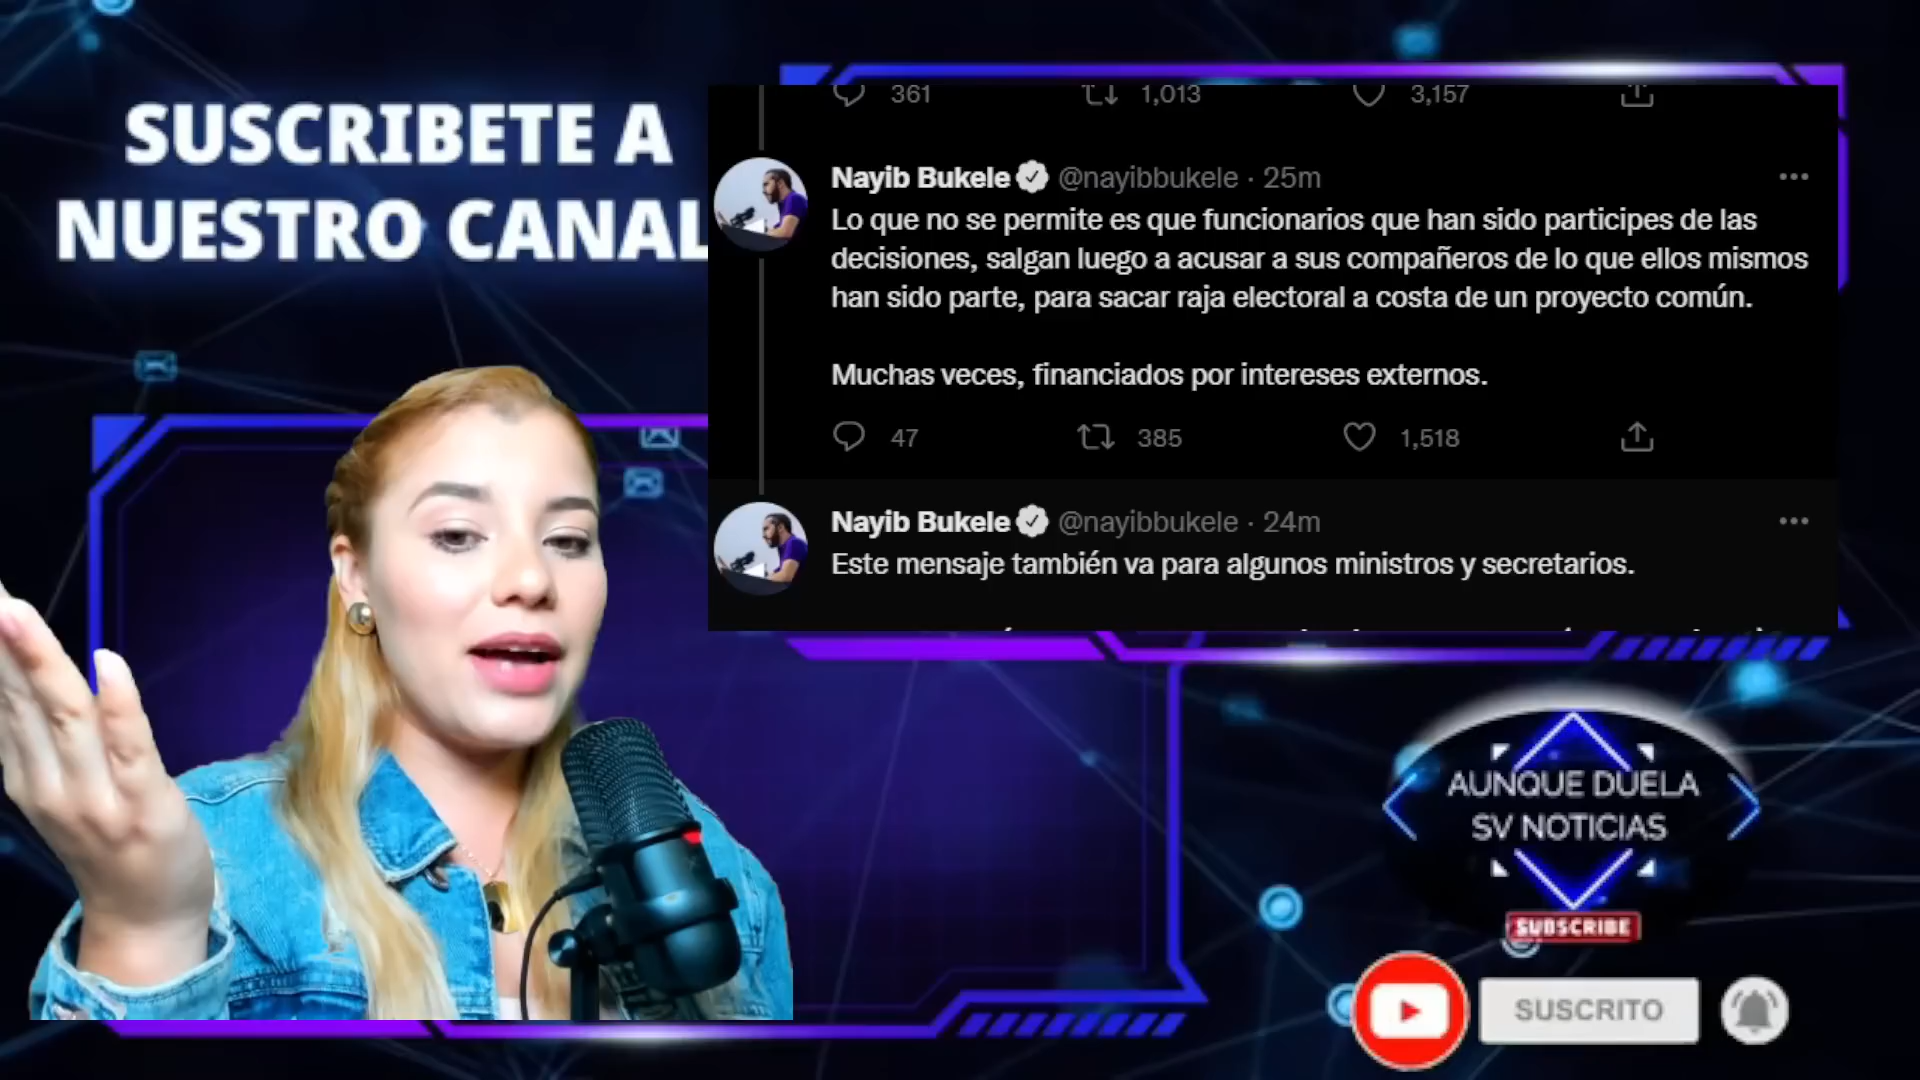 SUSCRIBETE A
NUESTRO CANAL
361 1,013 3,157
Nayib Bukele @nayibbukele · 25m
Lo que no se permite es que funcionarios que han sido participes de las
decisiones, salgan luego a acusar a sus compañeros de lo que ellos mismos
han sido parte, para sacar raja electoral a costa de un proyecto común.
Muchas veces, financiados por intereses externos.
47 385 1,518
Nayib Bukele @nayibbukele · 24m
Este mensaje también va para algunos ministros y secretarios.
AUNQUE DUELA
SV NOTICIAS
SUBSCRIBE
SUSCRITO